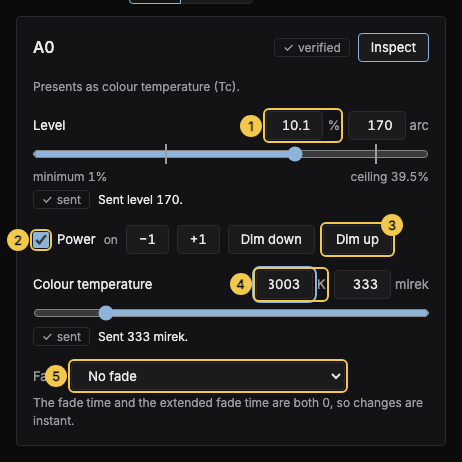 A0
✓ verified
Inspect
Presents as colour temperature (Tc).
Level
1
10.1 %
170 arc
minimum 1%
ceiling 39.5%
✓ sent
Sent level 170.
2
Power on
−1
+1
Dim down
Dim up
3
Colour temperature
4
3003 K
333 mirek
✓ sent
Sent 333 mirek.
5
No fade
The fade time and the extended fade time are both 0, so changes are
instant.